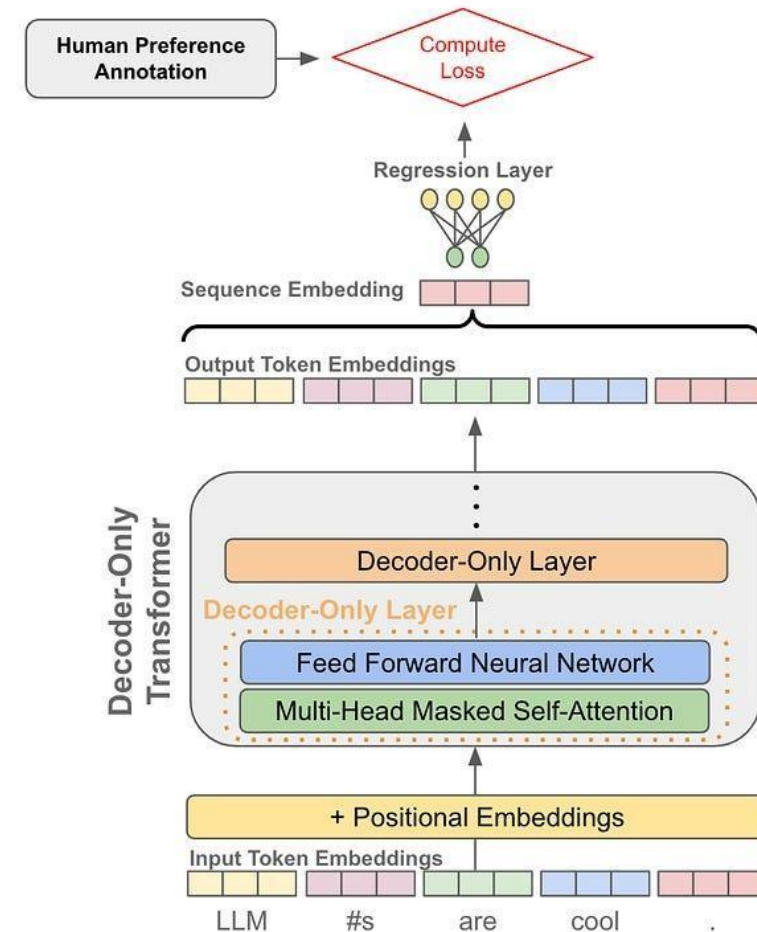 Human Preference
Annotation
Compute
Loss
Regression Layer
Sequence Embedding
Output Token Embeddings
Decoder-Only
Transformer
Decoder-Only Layer
Decoder-Only Layer
Feed Forward Neural Network
Multi-Head Masked Self-Attention
+ Positional Embeddings
Input Token Embeddings
LLM #s are cool .